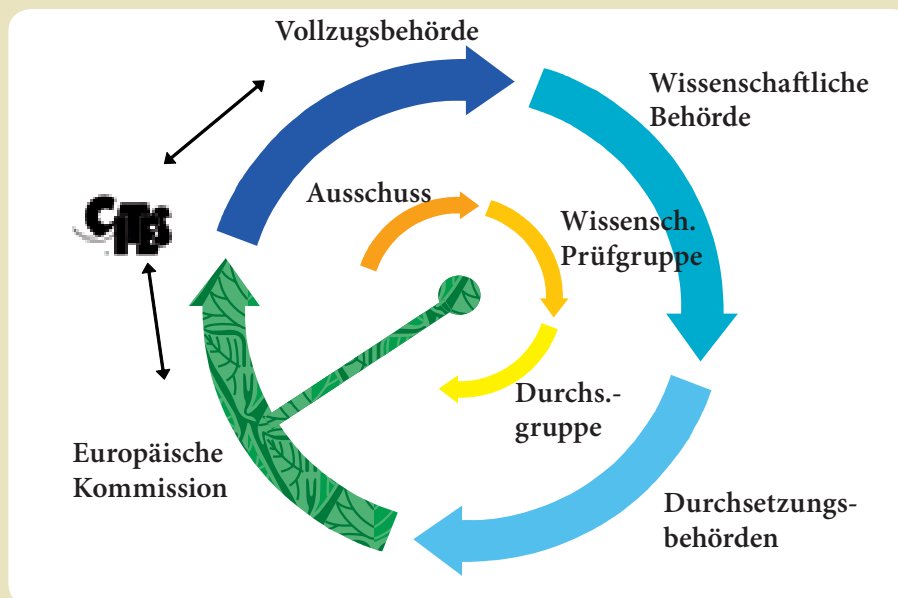 Vollzugsbehörde
Wissenschaftliche
Behörde
Ausschuss
CITES
Wissensch.
Prüfgruppe
Durchs.-
gruppe
Europäische
Kommission
Durchsetzungs-
behörden